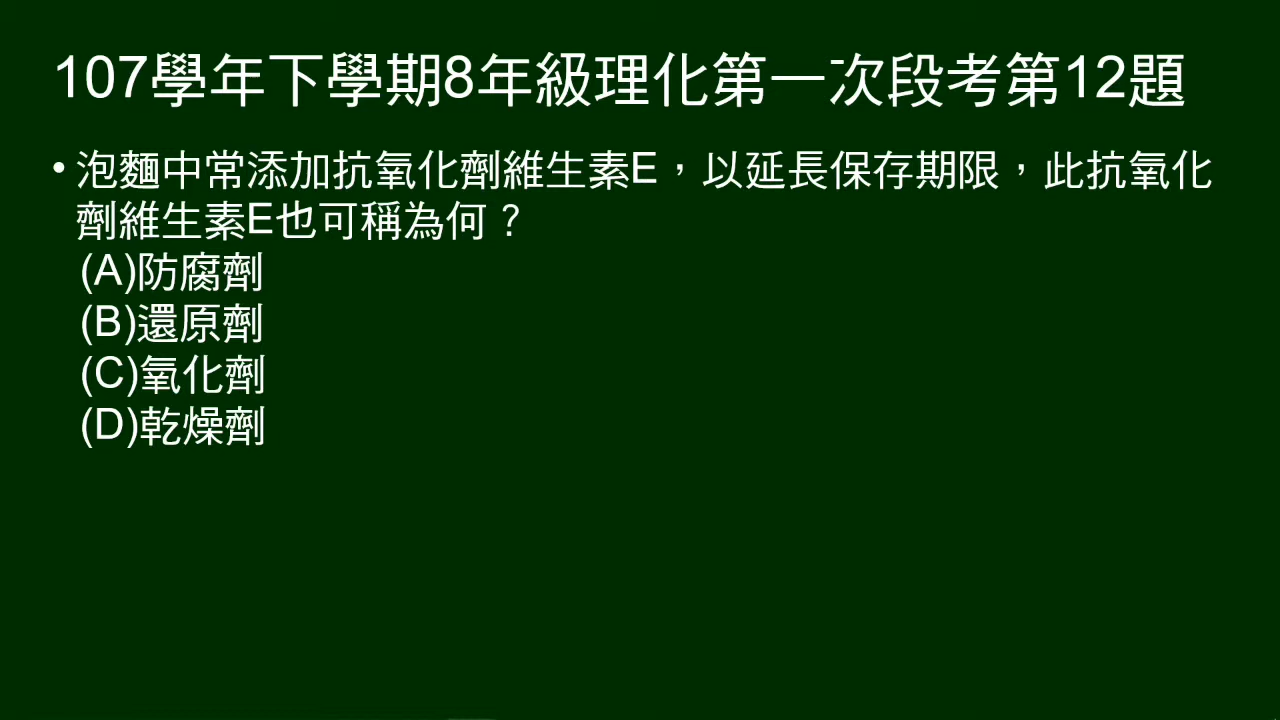 107學年下學期8年級理化第一次段考第12題
• 泡麵中常添加抗氧化劑維生素E，以延長保存期限，此抗氧化
劑維生素E也可稱為何？
(A)防腐劑
(B)還原劑
(C)氧化劑
(D)乾燥劑